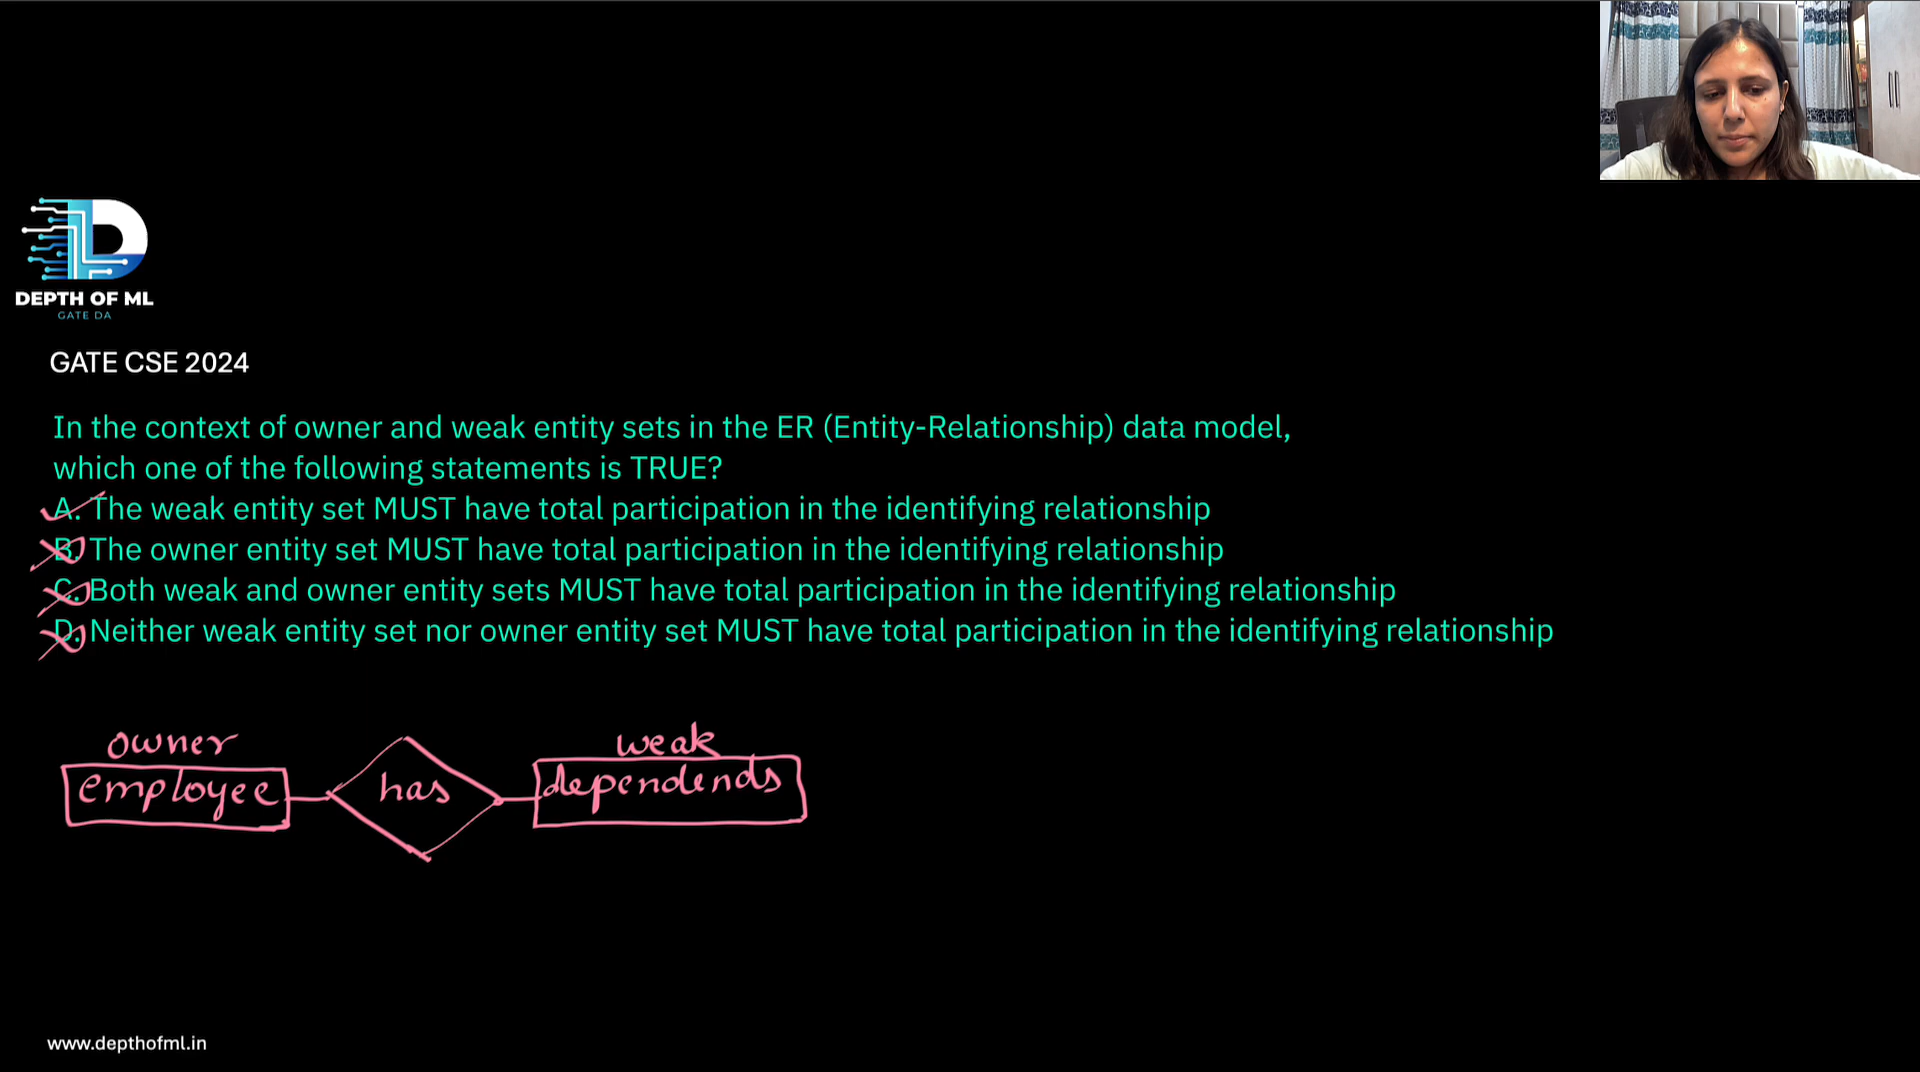 DEPTH OF ML
GATE DA
GATE CSE 2024
In the context of owner and weak entity sets in the ER (Entity-Relationship) data model,
which one of the following statements is TRUE?
A. The weak entity set MUST have total participation in the identifying relationship
B. The owner entity set MUST have total participation in the identifying relationship
C. Both weak and owner entity sets MUST have total participation in the identifying relationship
D. Neither weak entity set nor owner entity set MUST have total participation in the identifying relationship
owner weak
employee has dependends
www.depthofml.in